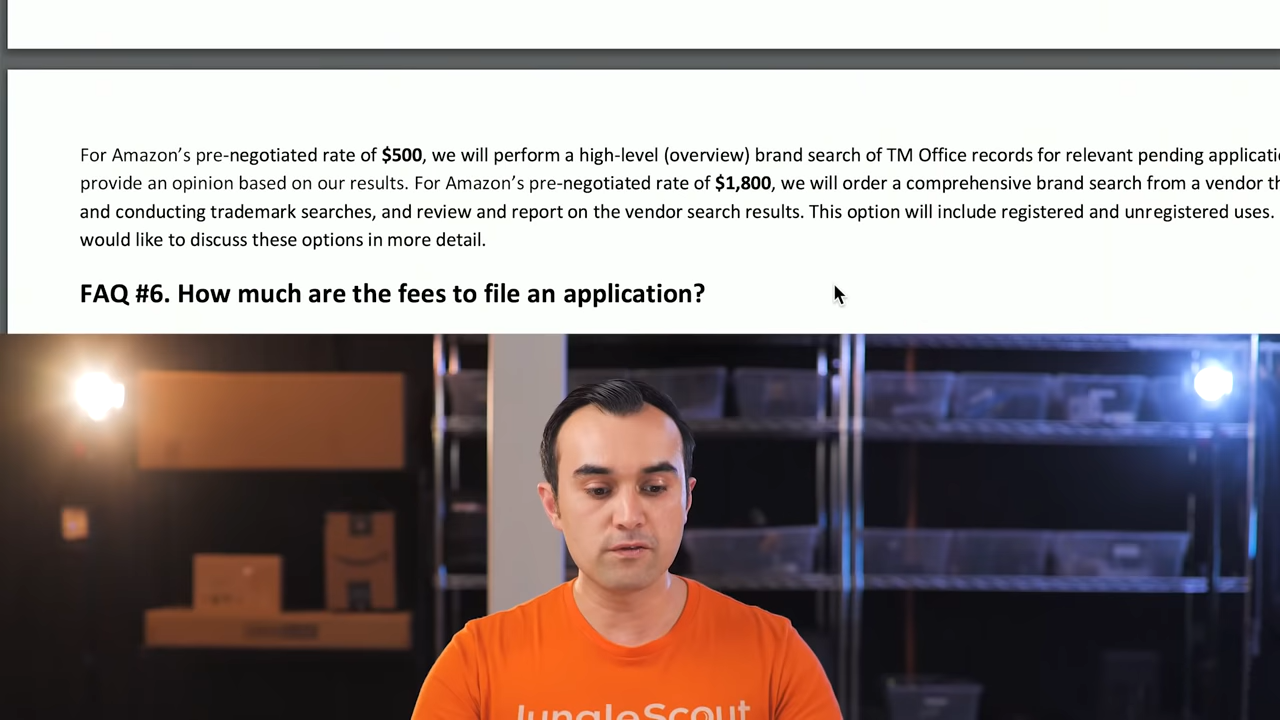 For Amazon’s pre-negotiated rate of $500, we will perform a high-level (overview) brand search of TM Office records for relevant pending
provide an opinion based on our results. For Amazon’s pre-negotiated rate of $1,800, we will order a comprehensive brand search from a vendor
and conducting trademark searches, and review and report on the vendor search results. This option will include registered and unregistered uses.
would like to discuss these options in more detail.
FAQ #6. How much are the fees to file an application?
JungleScout